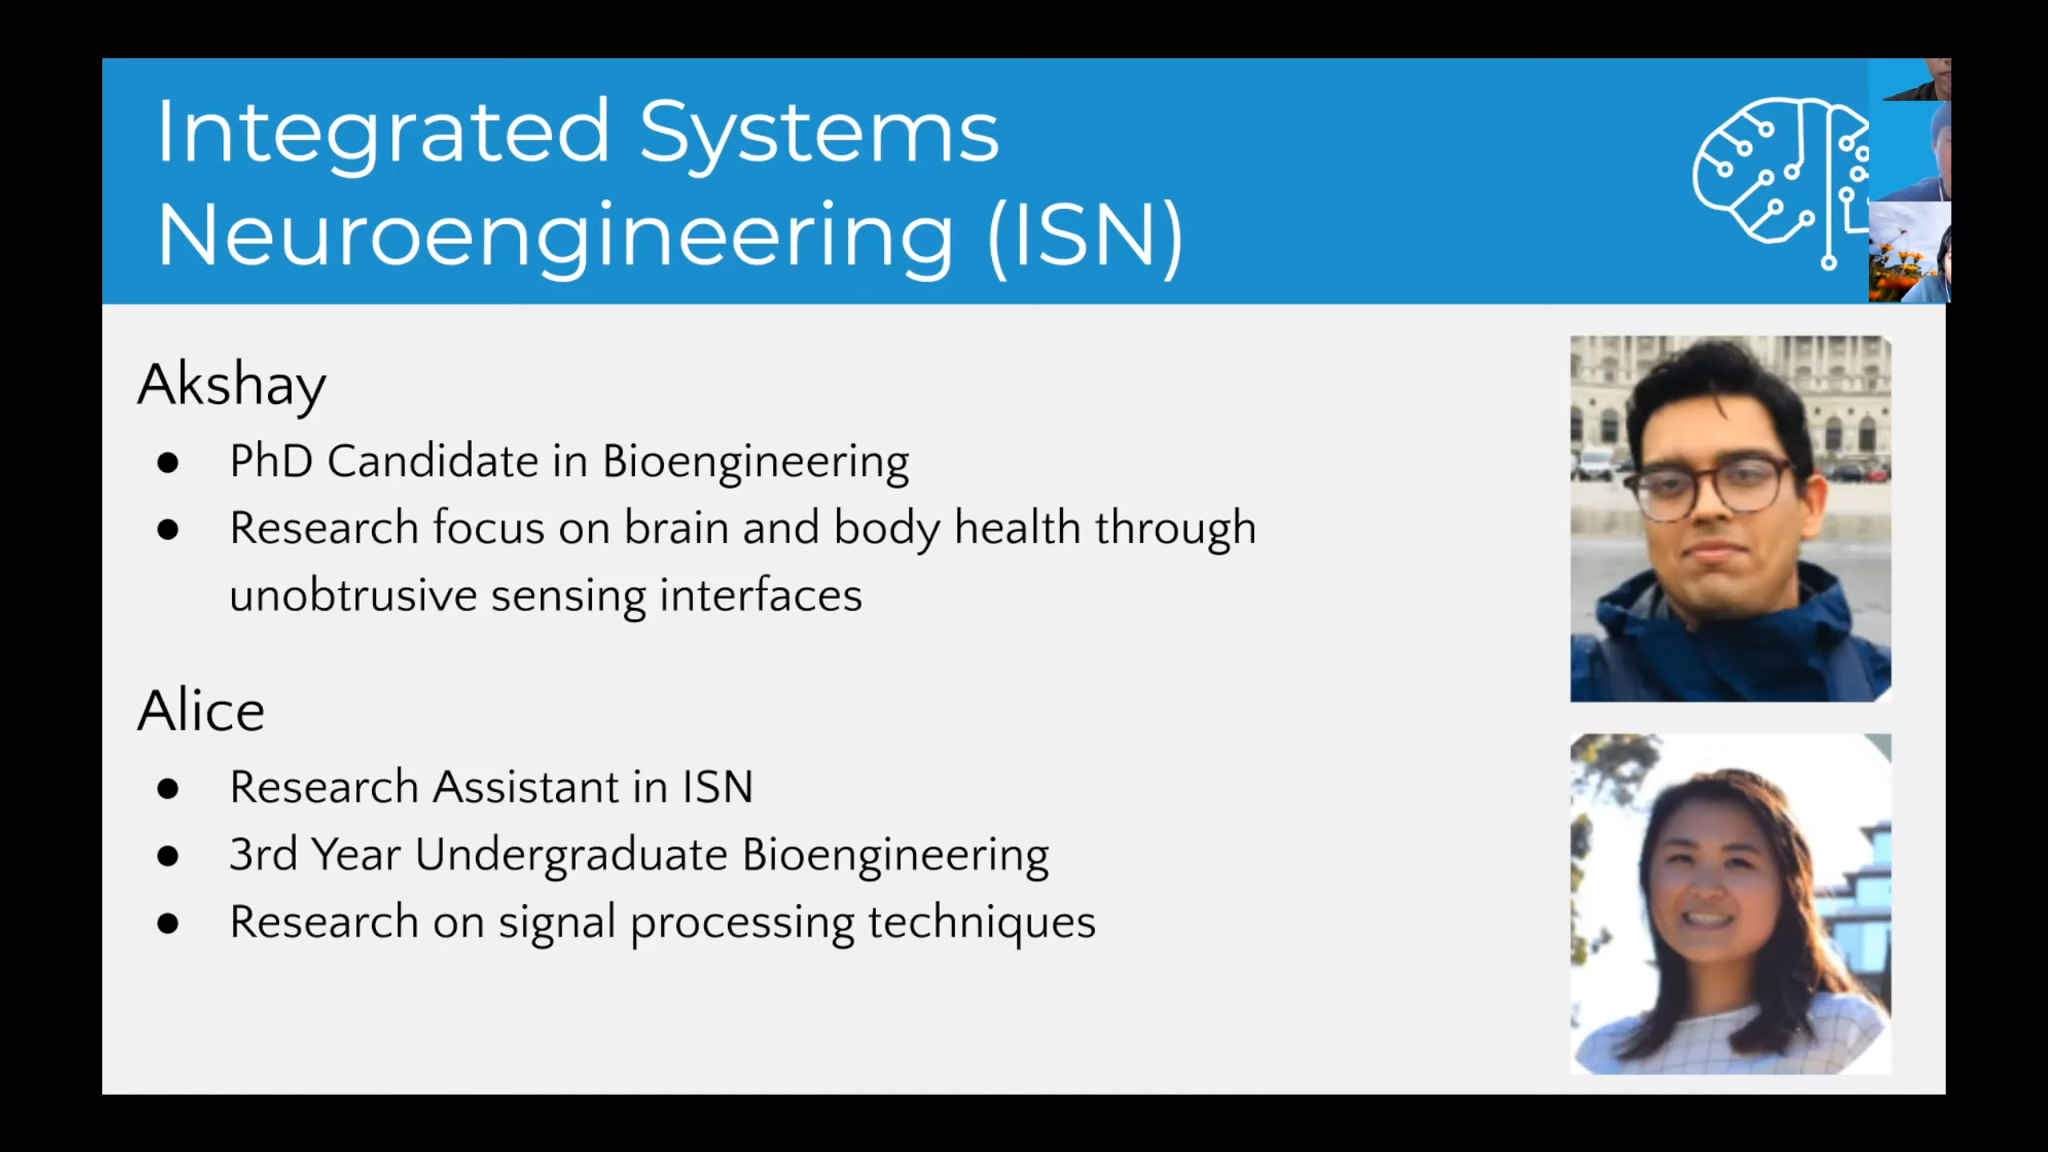 Integrated Systems
Neuroengineering (ISN)
Akshay
● PhD Candidate in Bioengineering
● Research focus on brain and body health through
unobtrusive sensing interfaces
Alice
● Research Assistant in ISN
● 3rd Year Undergraduate Bioengineering
● Research on signal processing techniques